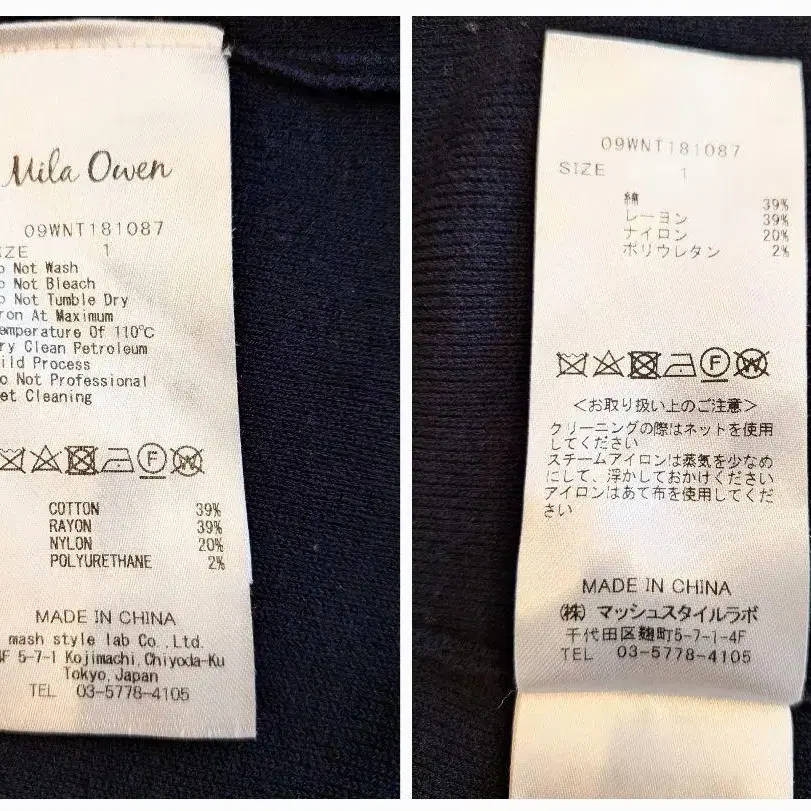 Mila Owen
09WNT181087
IZE 1
o Not Wash
o Not Bleach
o Not Tumble Dry
ron At Maximum
emperature Of 110℃
ry Clean Petroleum
ild Process
o Not Professional
et Cleaning
F W
COTTON 39%
RAYON 39%
NYLON 20%
POLYURETHANE 2%
MADE IN CHINA
mash style lab Co.,Ltd.
4F 5-7-1 Kojimachi,Chiyoda-Ku
Tokyo,Japan
TEL 03-5778-4105
09WNT181087
SIZE 1
綿 39%
レーヨン 39%
ナイロン 20%
ポリウレタン 2%
F W
<お取り扱い上のご注意>
クリーニングの際はネットを使用
してください
スチームアイロンは蒸気を少なめ
にして、浮かしておかけください
アイロンはあて布を使用してくだ
さい
MADE IN CHINA
(株) マッシュスタイルラボ
千代田区麹町5-7-1-4F
TEL 03-5778-4105